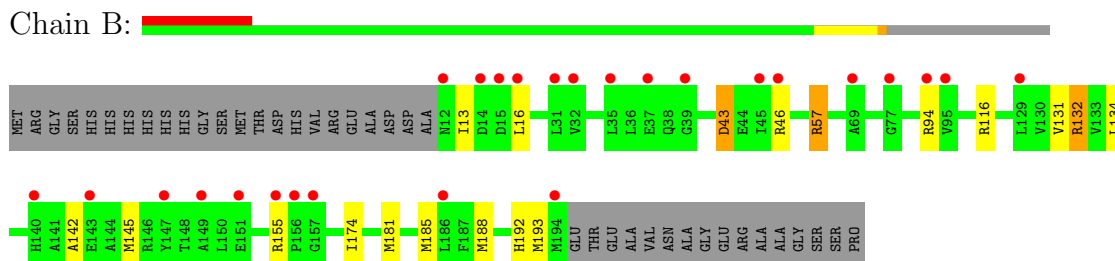 Chain B:
MET ARG GLY SER HIS HIS HIS HIS HIS HIS GLY SER MET THR ASP HIS VAL ARG GLU ALA ASP ASP ALA N12 I13 D14 D15 L16 L31 V32 L35 L36 E37 Q38 G39 D43 E44 I45 R46 R57 A69 G77 R94 V95 R116 L129 V130 V131 R132 V133 L134
H140 A141 A142 E143 A144 M145 R146 Y147 T148 A149 L150 E151 R155 P156 G157 I174 M181 M185 L186 F187 M188 H192 M193 M194 GLU THR GLU ALA VAL ASN ALA GLY GLU ARG ALA ALA GLY SER SER PRO